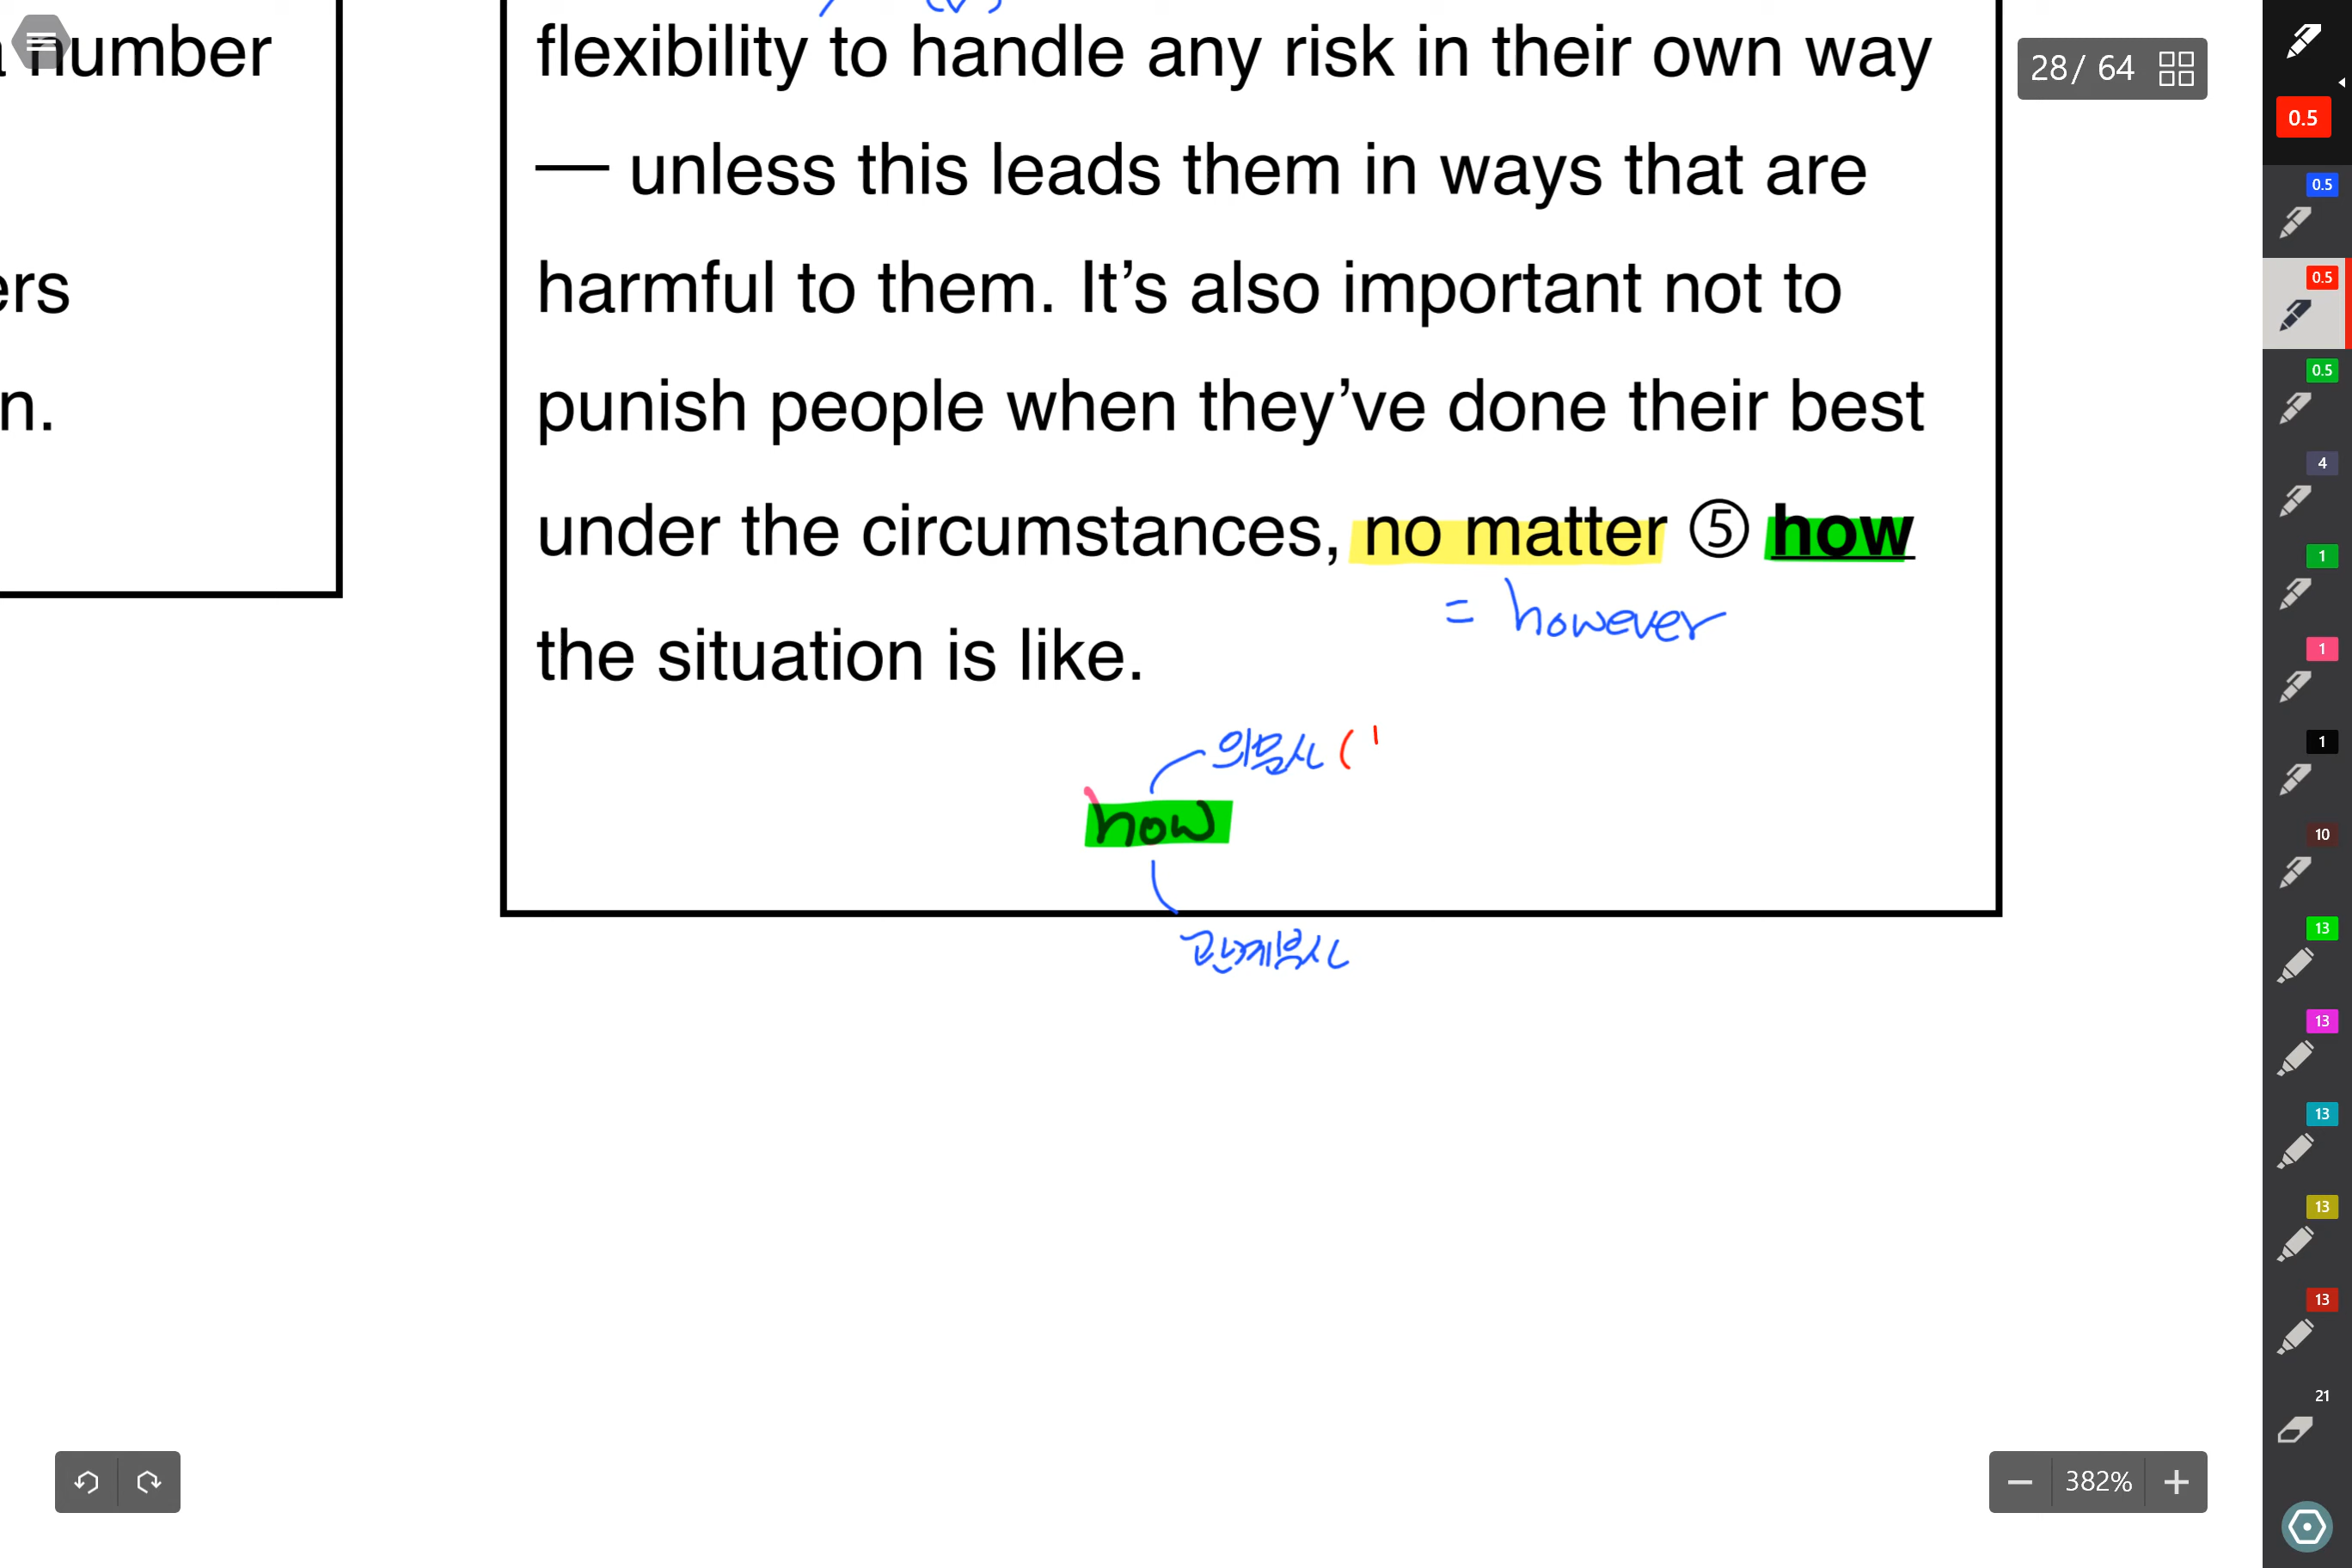 number
ers
n.
flexibility to handle any risk in their own way
— unless this leads them in ways that are
harmful to them. It’s also important not to
punish people when they’ve done their best
under the circumstances, no matter ⑤ how
= however
the situation is like.
의문사 (
how
관계부사
28/ 64
0.5
0.5
0.5
0.5
4
1
1
1
10
13
13
13
13
13
21
382%